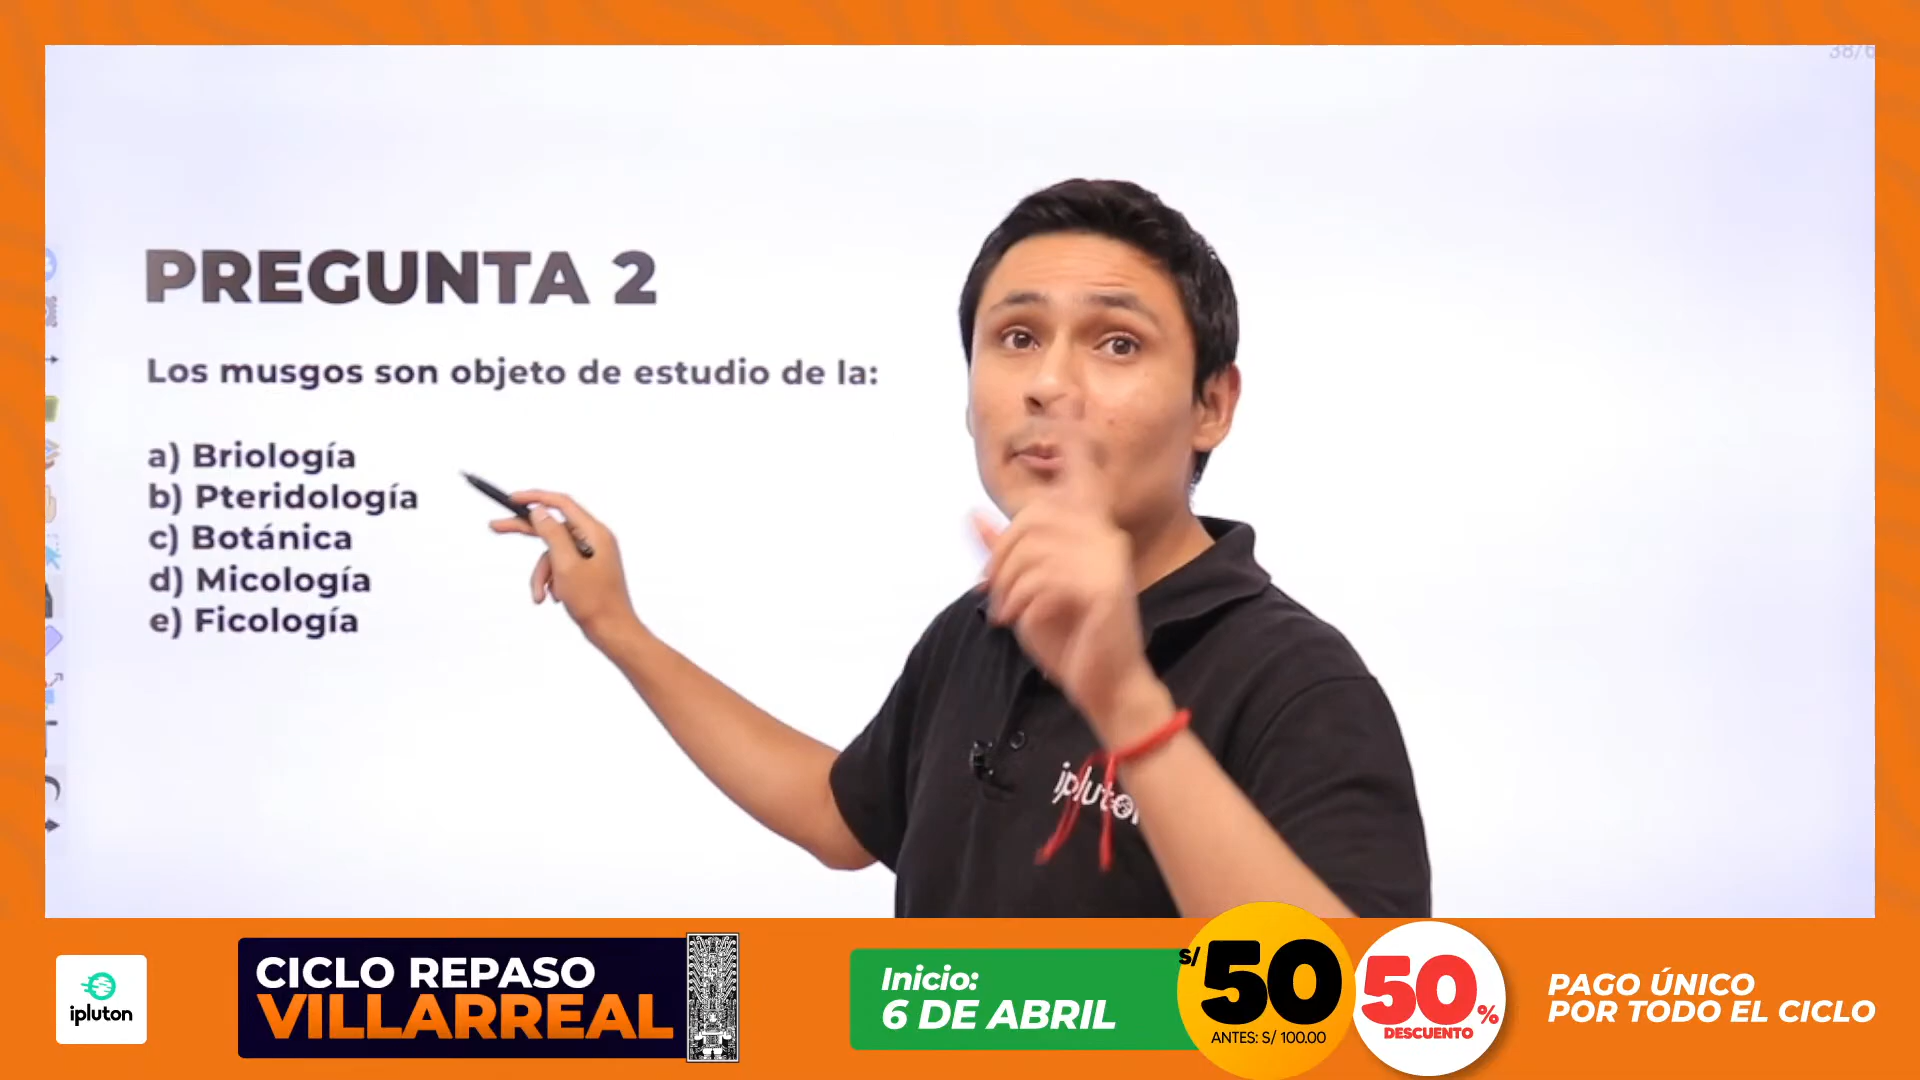 PREGUNTA 2
Los musgos son objeto de estudio de la:
a) Briología
b) Pteridología
c) Botánica
d) Micología
e) Ficología
ipluton
ipluton
CICLO REPASO
VILLARREAL
Inicio:
6 DE ABRIL
S/ 50
ANTES: S/ 100.00
50%
DESCUENTO
PAGO ÚNICO
POR TODO EL CICLO